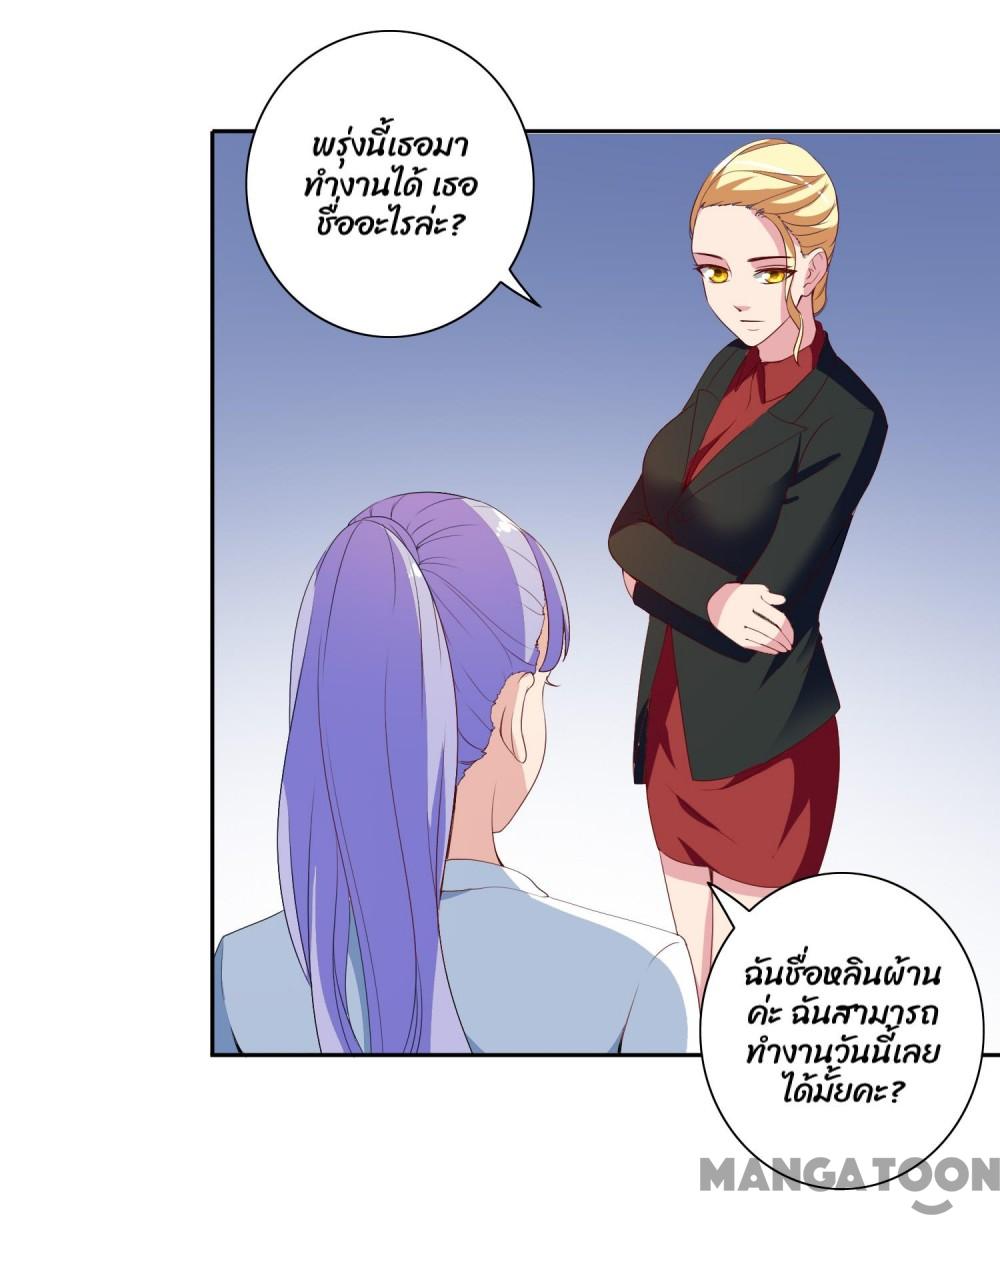 พรุ่งนี้เธอมา
ทำงานได้ เธอ
ชื่ออะไรล่ะ?
ฉันชื่อหลินผ้าน
ค่ะ ฉันสามารถ
ทำงานวันนี้เลย
ได้มั้ยคะ?
MANGATOON